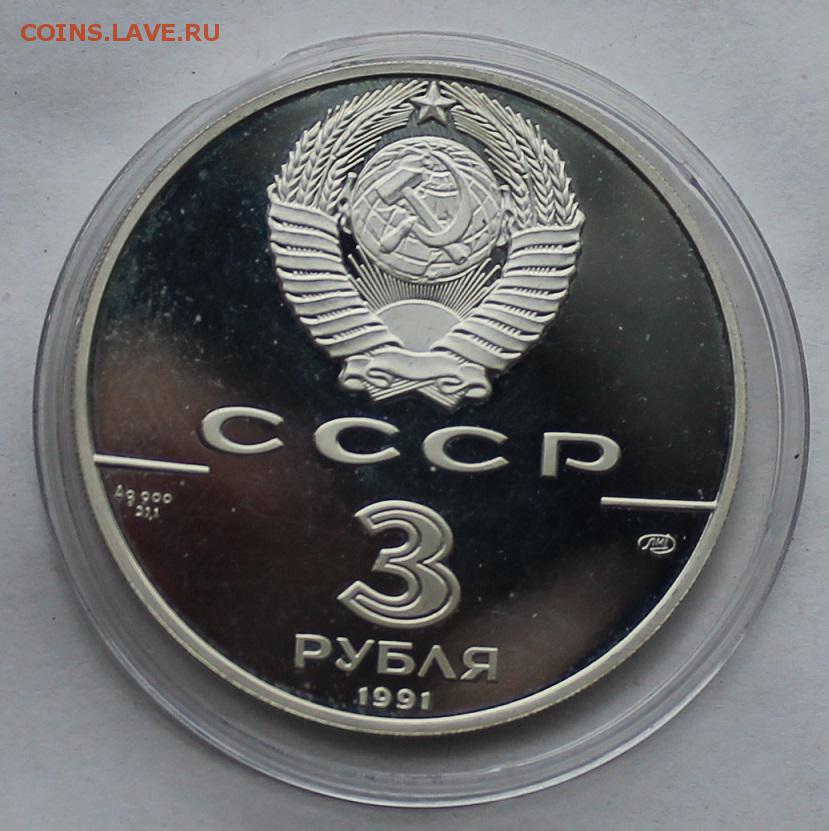 COINS.LAVE.RU
СССР
Ag 900
31,1
3
РУБЛЯ
1991
ЛМД